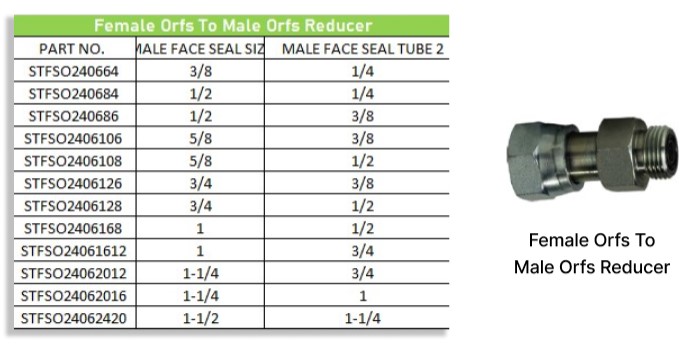 Female Orfs To Male Orfs Reducer
PART NO. MALE FACE SEAL SIZ MALE FACE SEAL TUBE 2
STFSO240664 3/8 1/4
STFSO240684 1/2 1/4
STFSO240686 1/2 3/8
STFSO2406106 5/8 3/8
STFSO2406108 5/8 1/2
STFSO2406126 3/4 3/8
STFSO2406128 3/4 1/2
STFSO2406168 1 1/2
STFSO24061612 1 3/4
STFSO24062012 1-1/4 3/4
STFSO24062016 1-1/4 1
STFSO24062420 1-1/2 1-1/4
Female Orfs To
Male Orfs Reducer